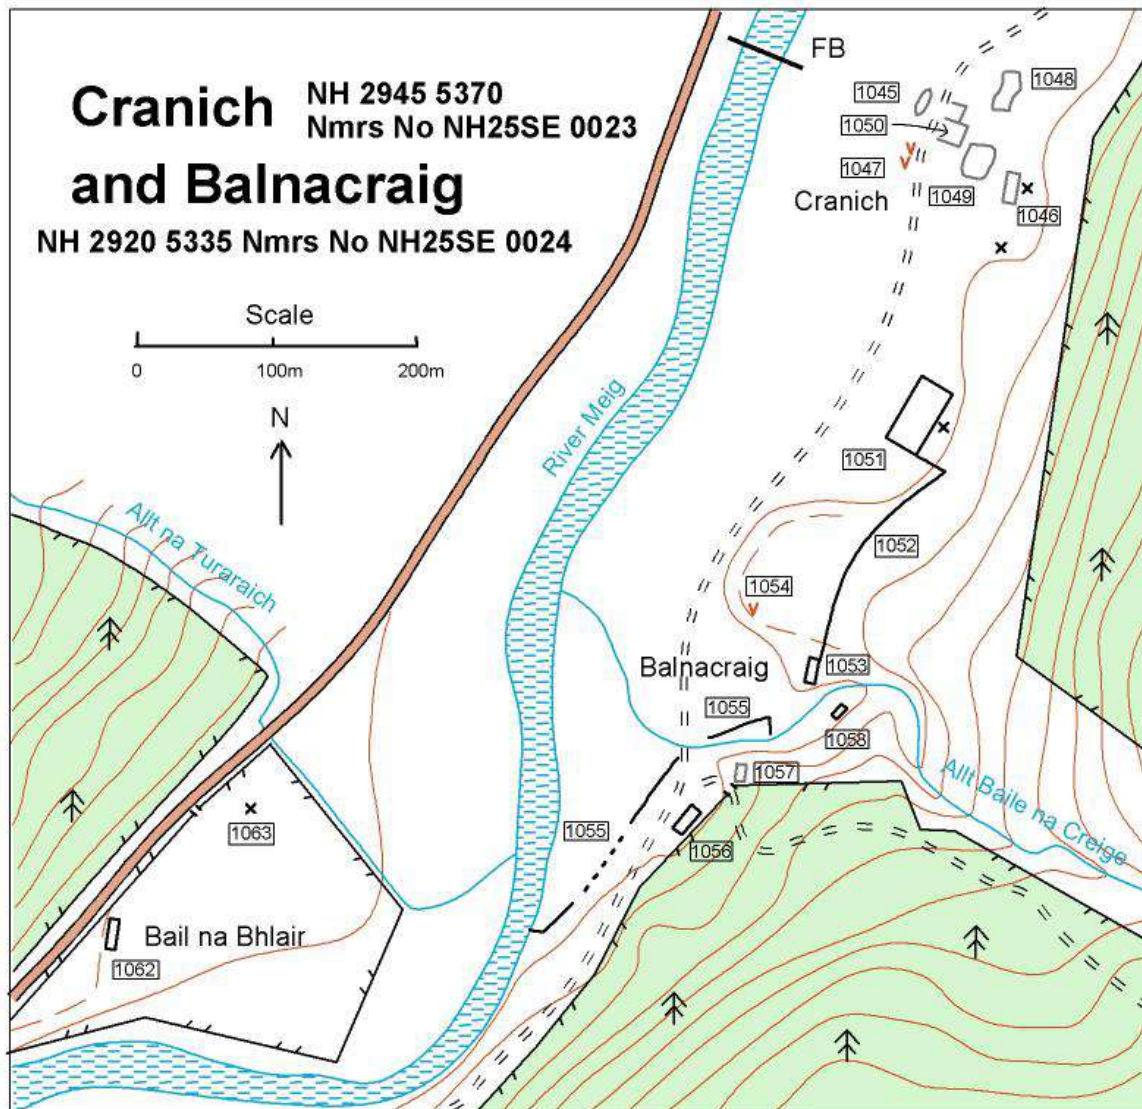 Cranich
NH 2945 5370
Nmrs No NH25SE 0023
and Balnacraig
NH 2920 5335 Nmrs No NH25SE 0024
FB
1045
1048
1050
1047
1049
1046
Cranich
Scale
0 100m 200m
N
River Meig
1051
1052
Allt na Turaraich
1054
Balnacraig
1053
1055
1058
1057
Allt Baile na Creige
1055
1056
1063
Bail na Bhlair
1062